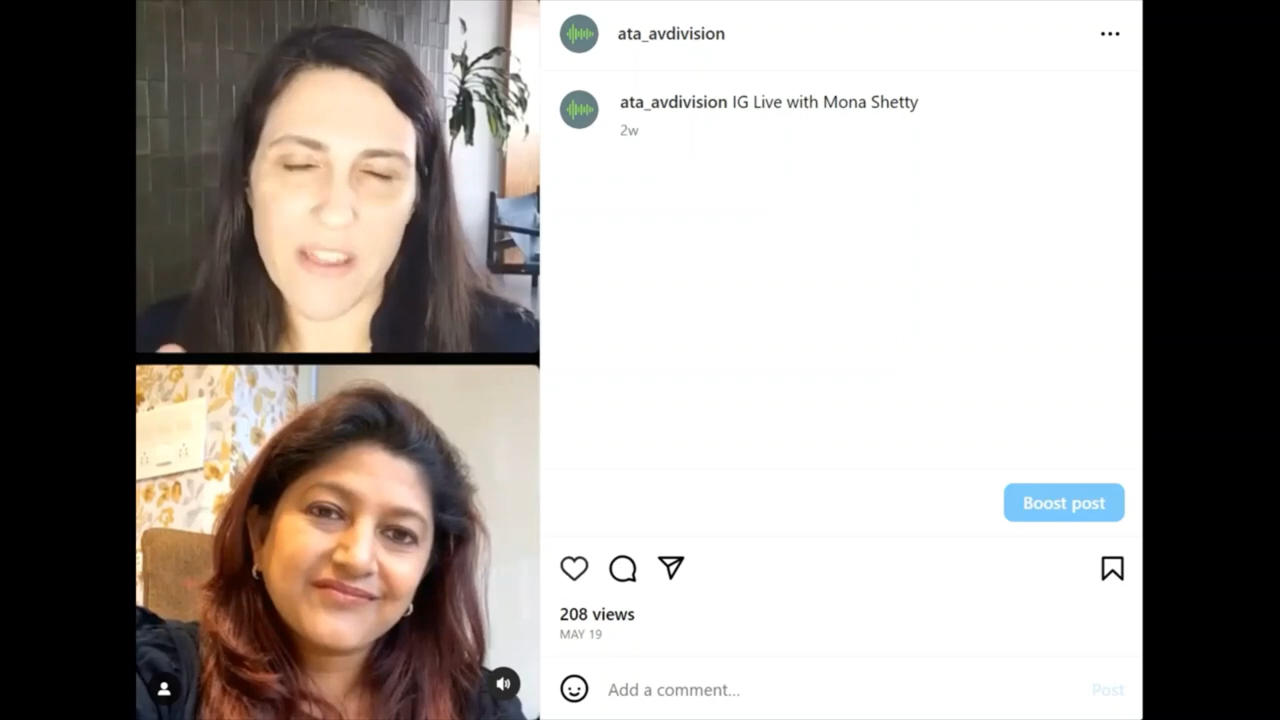 ata_avdivision
ata_avdivision IG Live with Mona Shetty
2w
Boost post
208 views
MAY 19
Add a comment...
Post